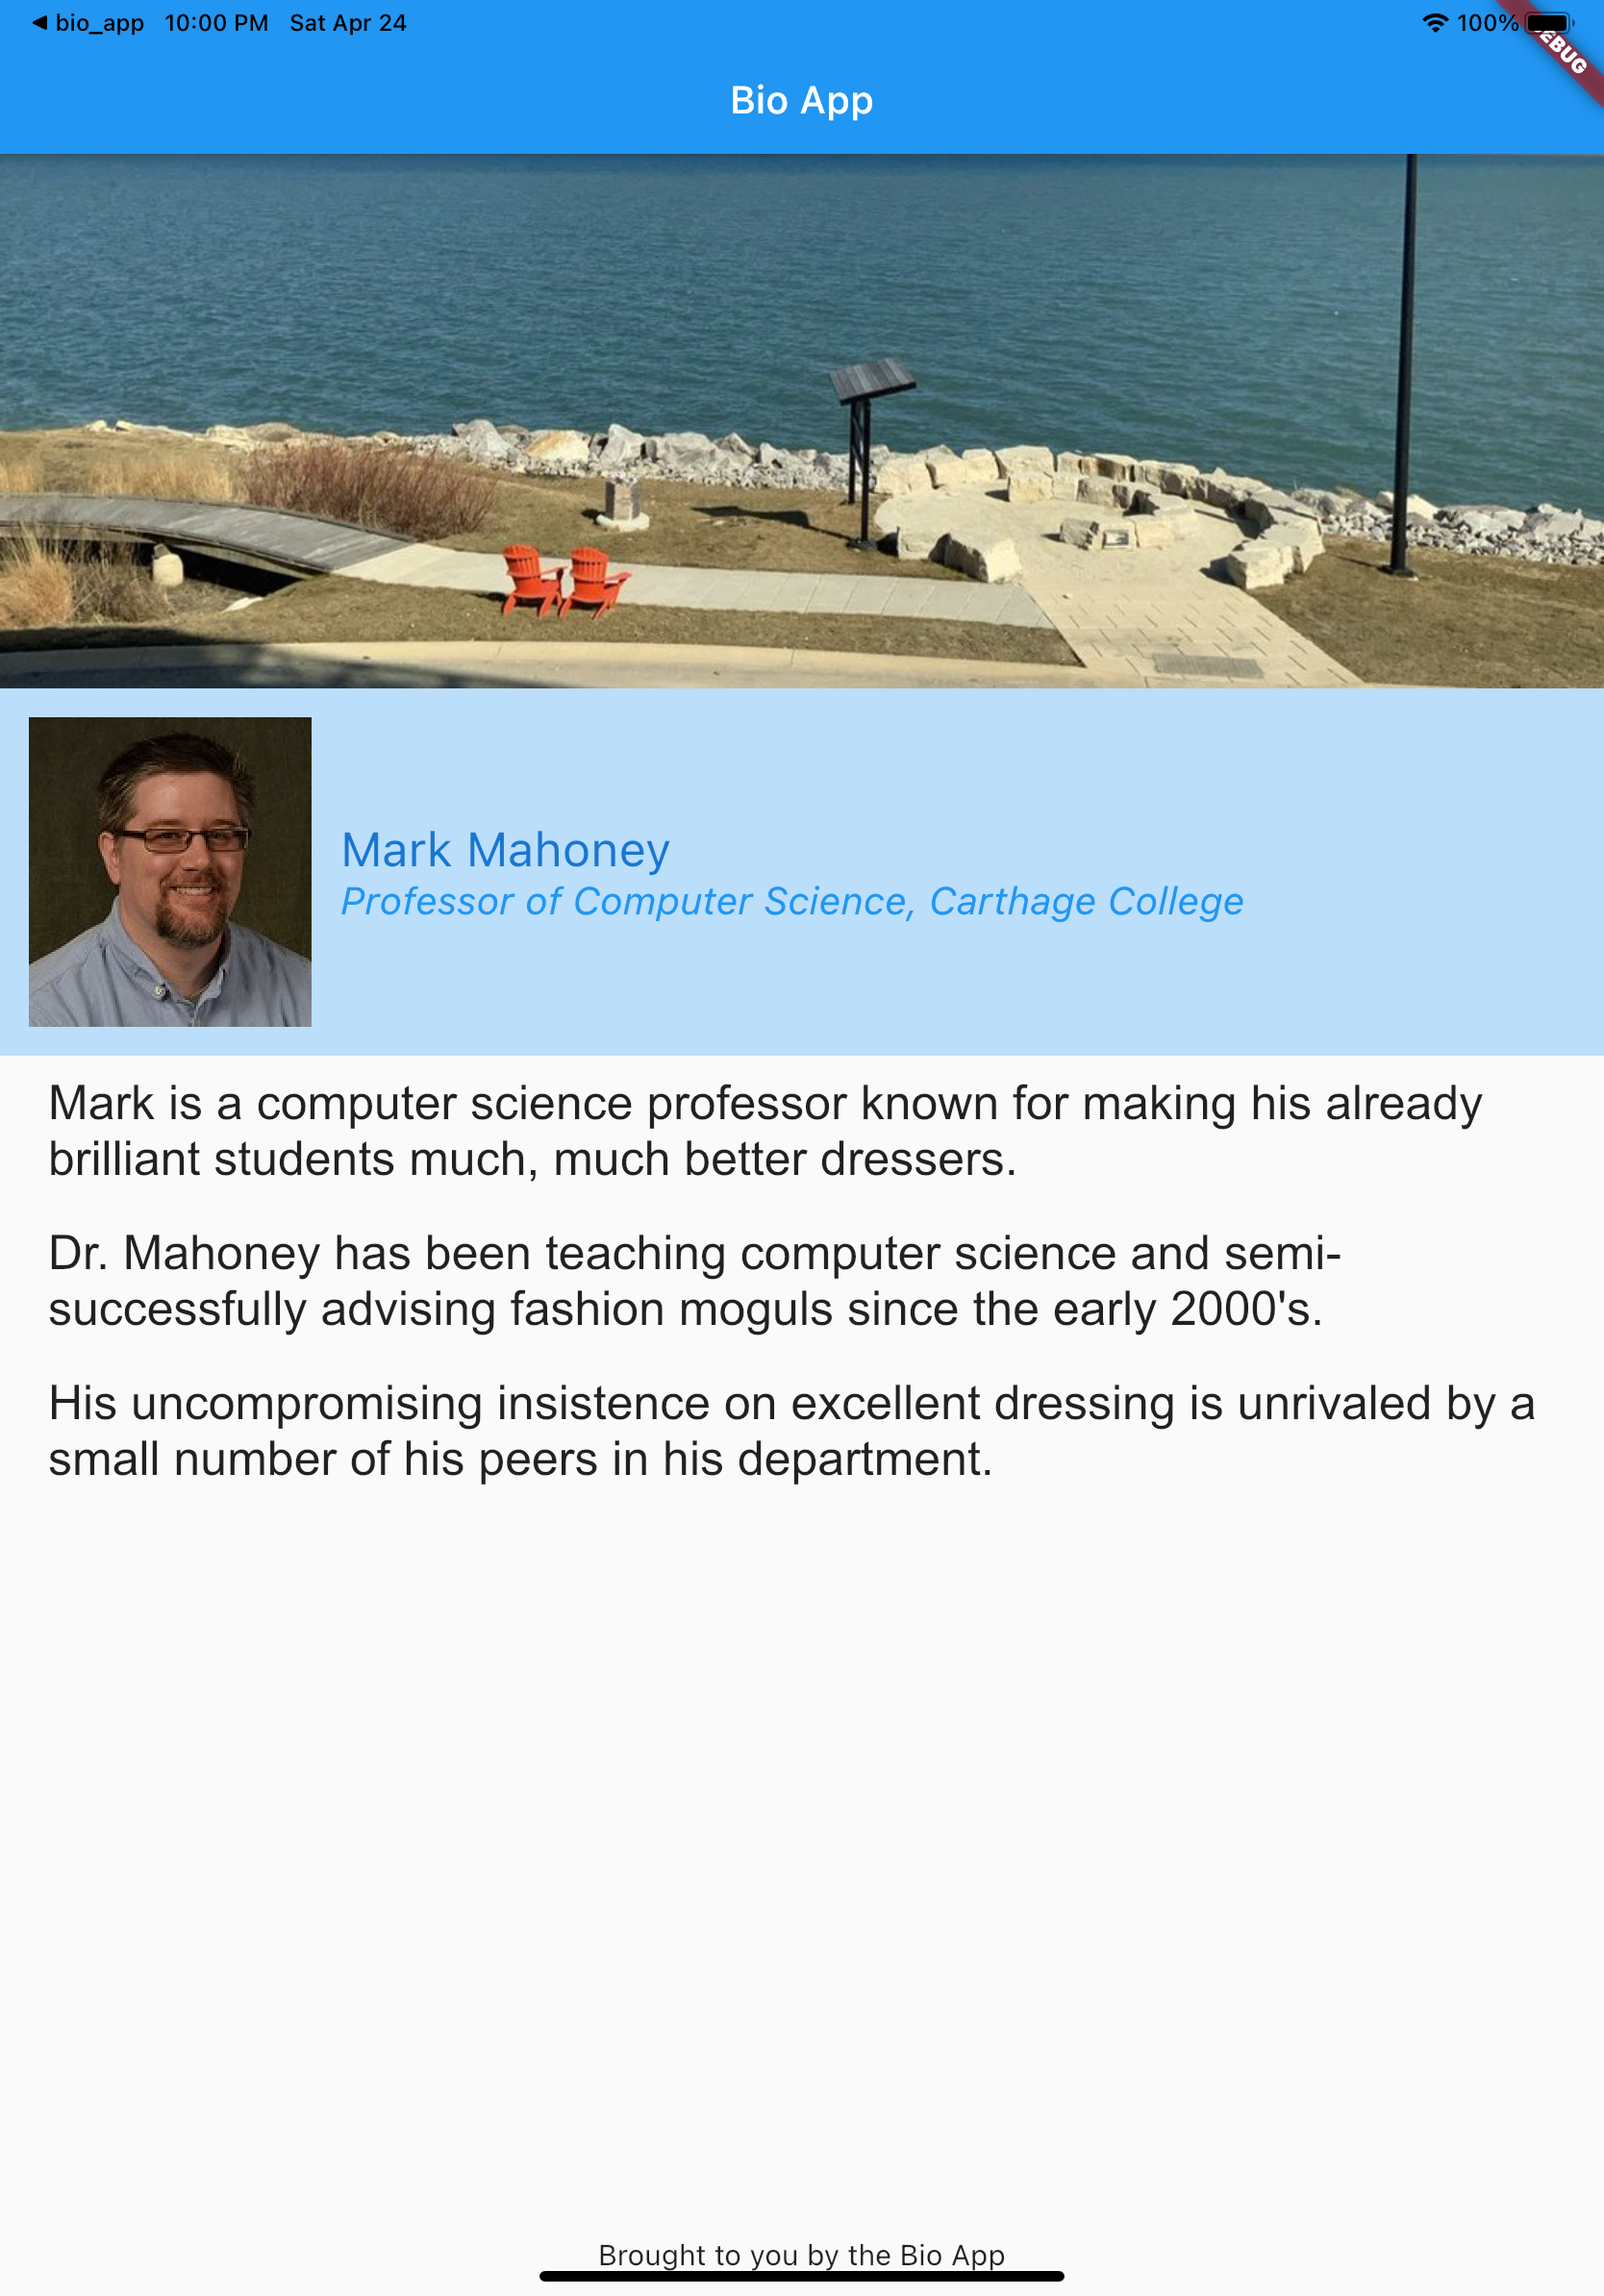 bio_app 10:00 PM Sat Apr 24 100%
Bio App
Mark Mahoney
Professor of Computer Science, Carthage College
Mark is a computer science professor known for making his already
brilliant students much, much better dressers.
Dr. Mahoney has been teaching computer science and semi-
successfully advising fashion moguls since the early 2000's.
His uncompromising insistence on excellent dressing is unrivaled by a
small number of his peers in his department.
Brought to you by the Bio App